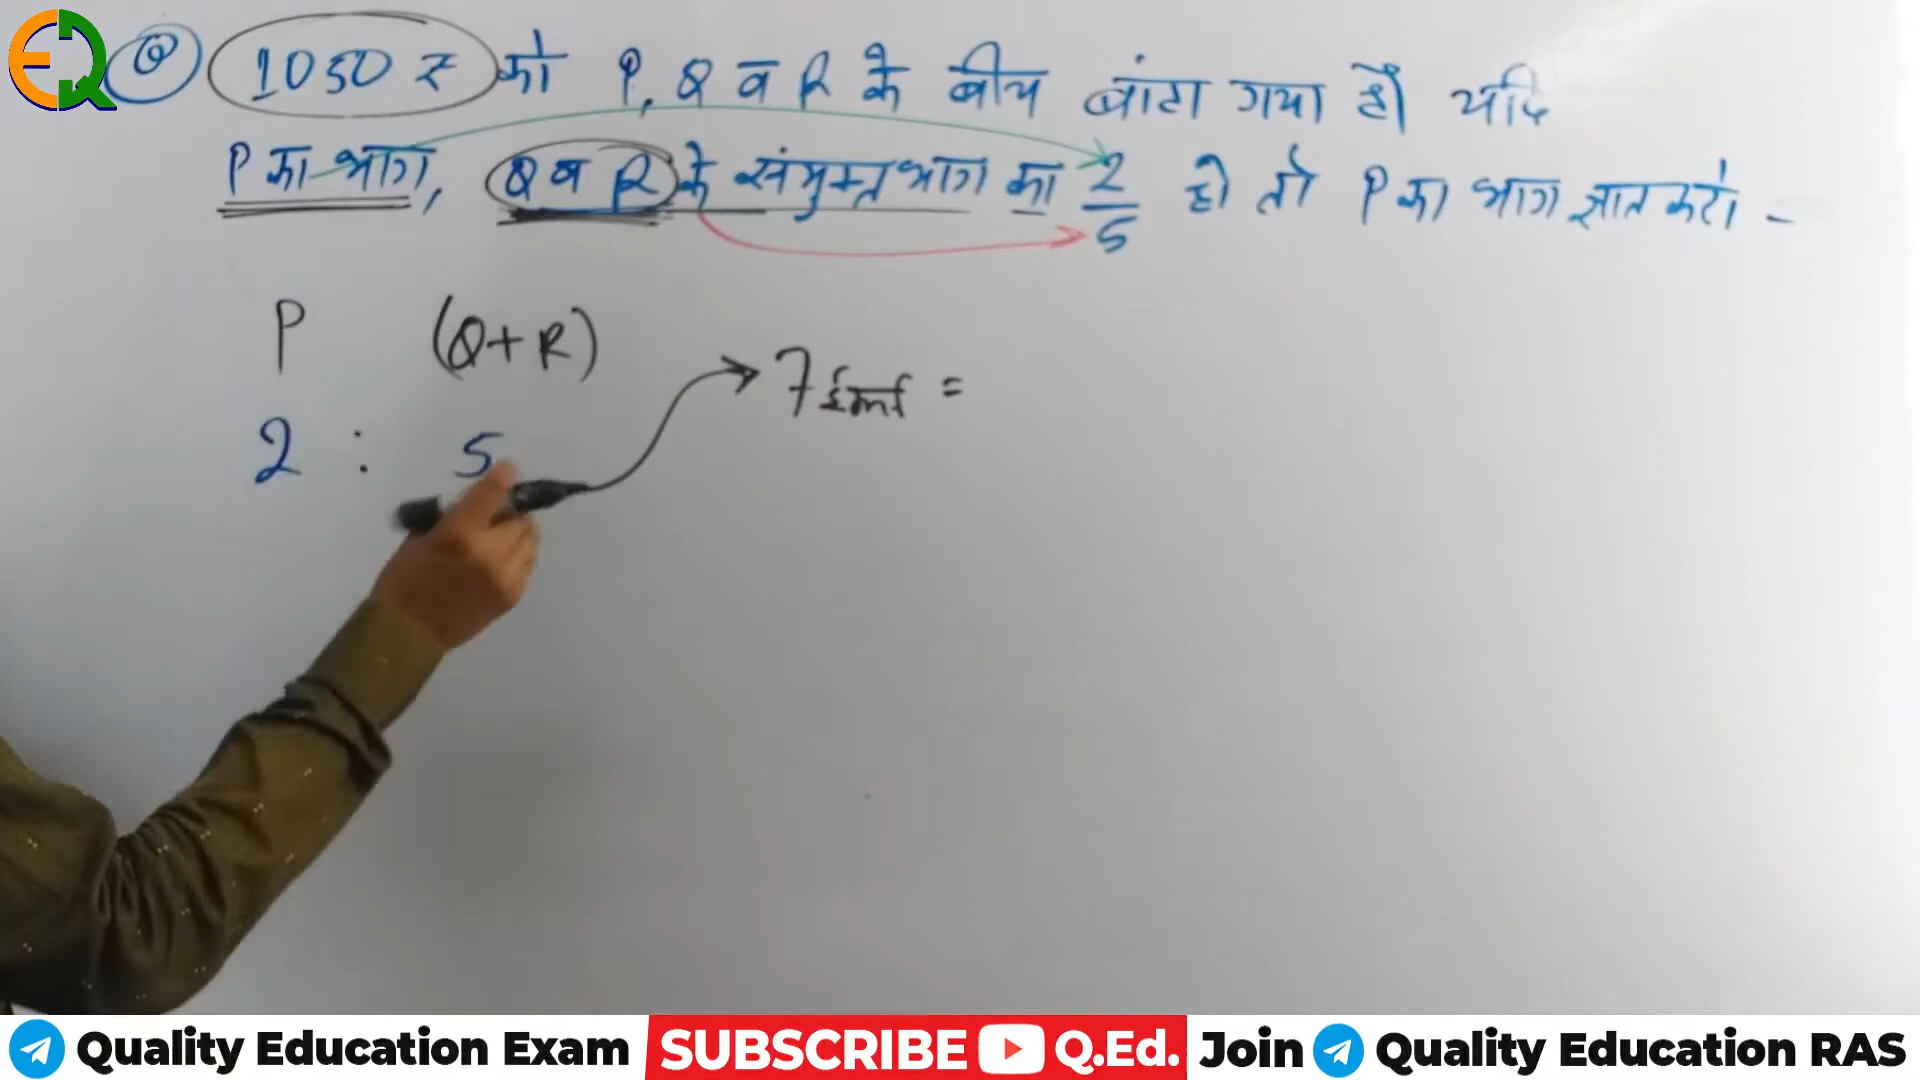 EQ
Q 1050 ₹ को P, Q व R के बीच बांटा गया है यदि
P का भाग, Q व R के संयुक्त भाग का 2/5 हो तो P का भाग ज्ञात करो -
P (Q+R)
7 ईकाई =
2 : 5
Quality Education Exam SUBSCRIBE Q.Ed. Join Quality Education RAS